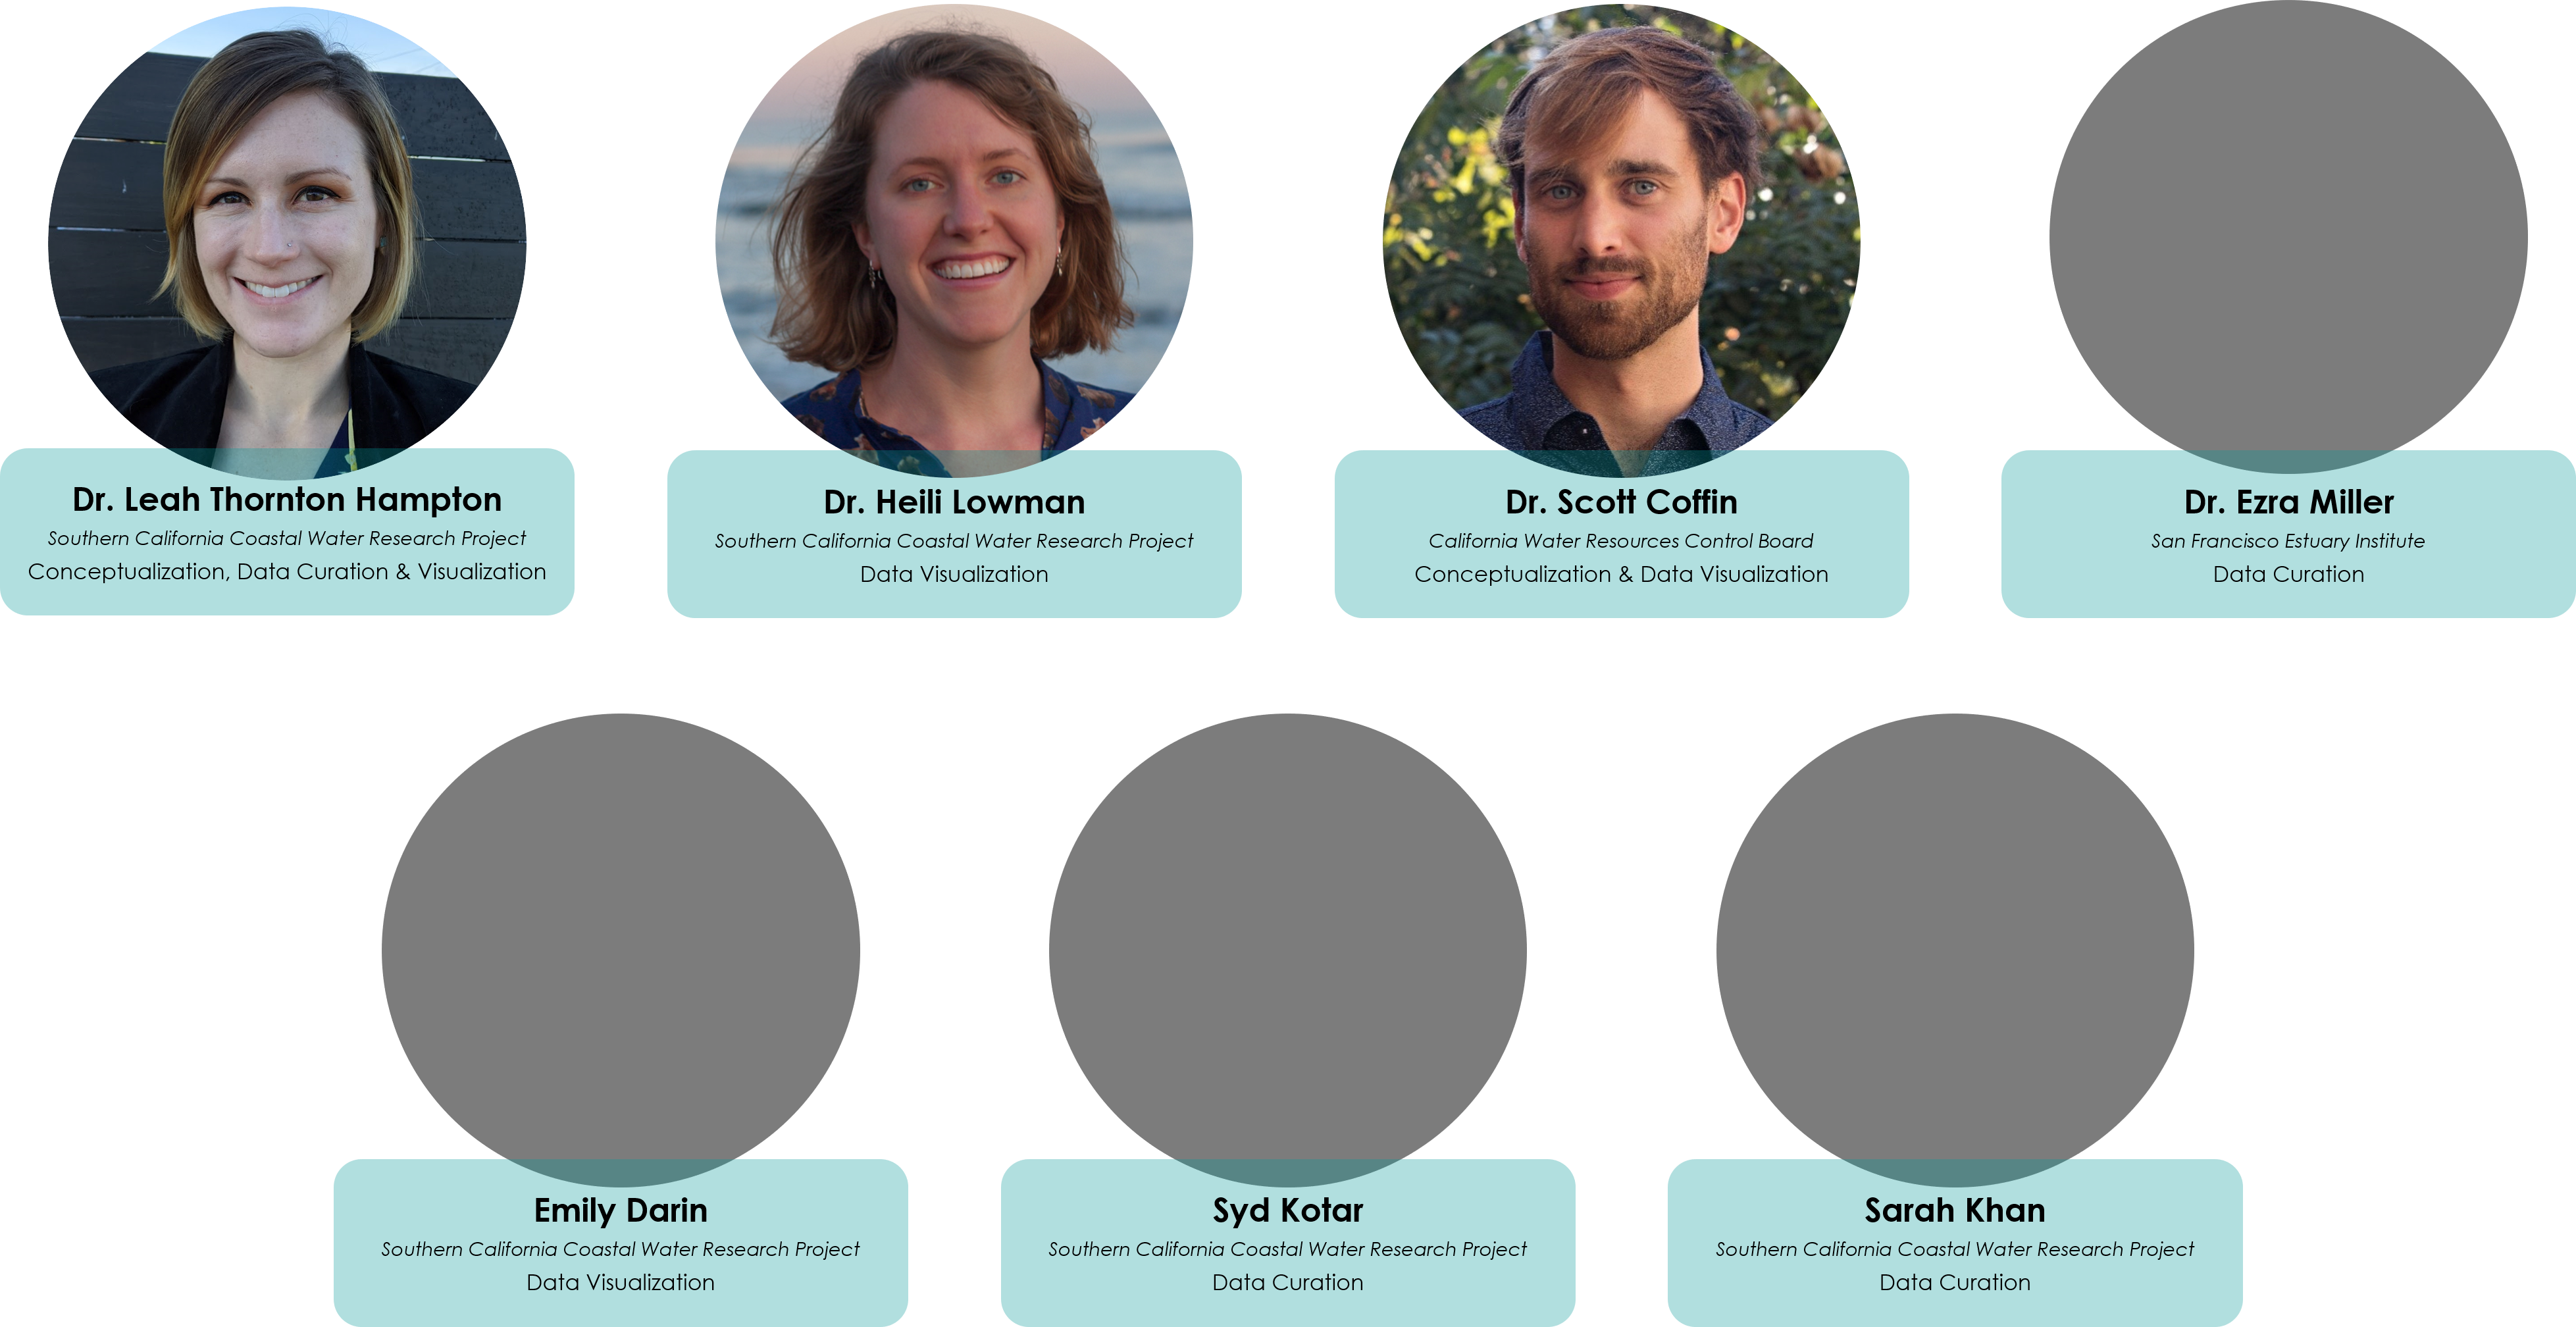 Dr. Leah Thornton Hampton
Southern California Coastal Water Research Project
Conceptualization, Data Curation & Visualization
Dr. Heili Lowman
Southern California Coastal Water Research Project
Data Visualization
Dr. Scott Coffin
California Water Resources Control Board
Conceptualization & Data Visualization
Dr. Ezra Miller
San Francisco Estuary Institute
Data Curation
Emily Darin
Southern California Coastal Water Research Project
Data Visualization
Syd Kotar
Southern California Coastal Water Research Project
Data Curation
Sarah Khan
Southern California Coastal Water Research Project
Data Curation